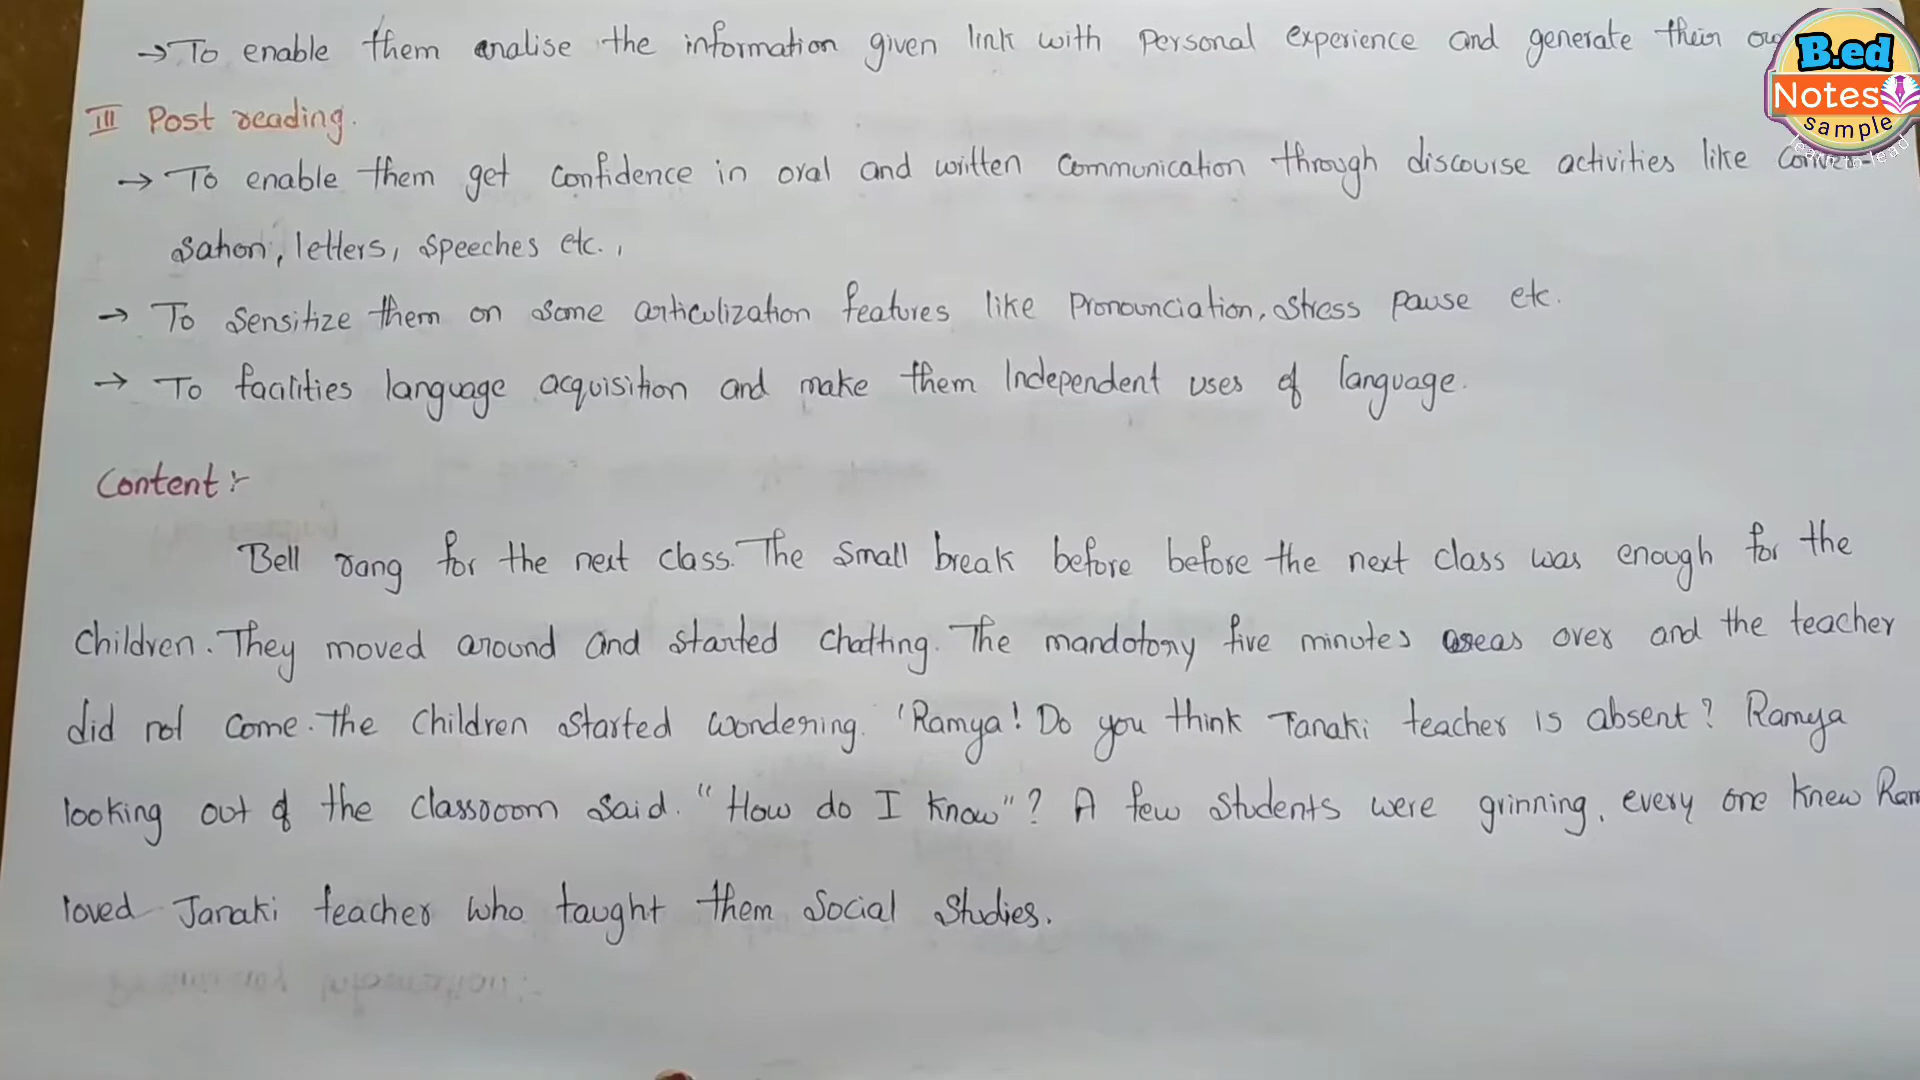 → To enable them analise the information given link with personal experience and generate their
B.ed
Notes
sample
III Post reading.
→ To enable them get confidence in oral and written communication through discourse activities like conver-
sation, letters, speeches etc.,
→ To sensitize them on some articulization features like pronounciation, stress pause etc.
→ To facilities language acquisition and make them Independent uses of language.
Content :-
Bell rang for the next class. The small break before before the next class was enough for the
children. They moved around and started chatting. The mandotory five minutes over and the teacher
did not come. The children started wondering. 'Ramya! Do you think Janaki teacher is absent? Ramya
looking out of the classroom said. "How do I know"? A few students were grinning, every one knew
loved Janaki teacher who taught them social studies.